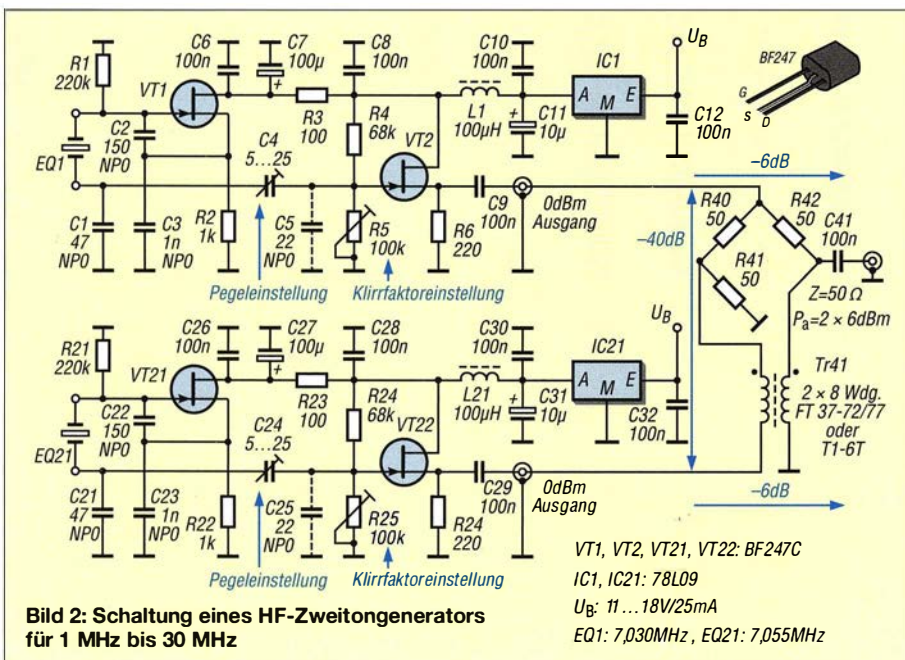 R1
220k
C6
100n
C7
100µ
+
C8
100n
C10
100n
IC1
A M E
UB
BF247
G
S D
VT1
C2
150
NP0
EQ1
C4
5...25
R3
100
R4
68k
VT2
L1
100µH
C11
10µ
+
C12
100n
C1
47
NP0
C3
1n
NP0
R2
1k
C5
22
NP0
R5
100k
R6
220
C9
100n
0dBm
Ausgang
Pegeleinstellung
Klirrfaktoreinstellung
–6dB
–40dB
R40
50
R42
50
R41
50
C41
100n
Z=50 Ω
Pa=2 × 6dBm
Tr41
2 × 8 Wdg.
FT 37-72/77
oder
T1-6T
–6dB
R21
220k
C26
100n
C27
100µ
+
C28
100n
C30
100n
IC21
A M E
UB
VT21
C22
150
NP0
EQ21
C24
5...25
R23
100
R24
68k
VT22
L21
100µH
C31
10µ
+
C32
100n
C21
47
NP0
C23
1n
NP0
R22
1k
C25
22
NP0
R25
100k
R24
220
C29
100n
0dBm
Ausgang
Pegeleinstellung
Klirrfaktoreinstellung
VT1, VT2, VT21, VT22: BF247C
IC1, IC21: 78L09
UB: 11...18V/25mA
EQ1: 7,030MHz , EQ21: 7,055MHz
Bild 2: Schaltung eines HF-Zweitongenerators
für 1 MHz bis 30 MHz